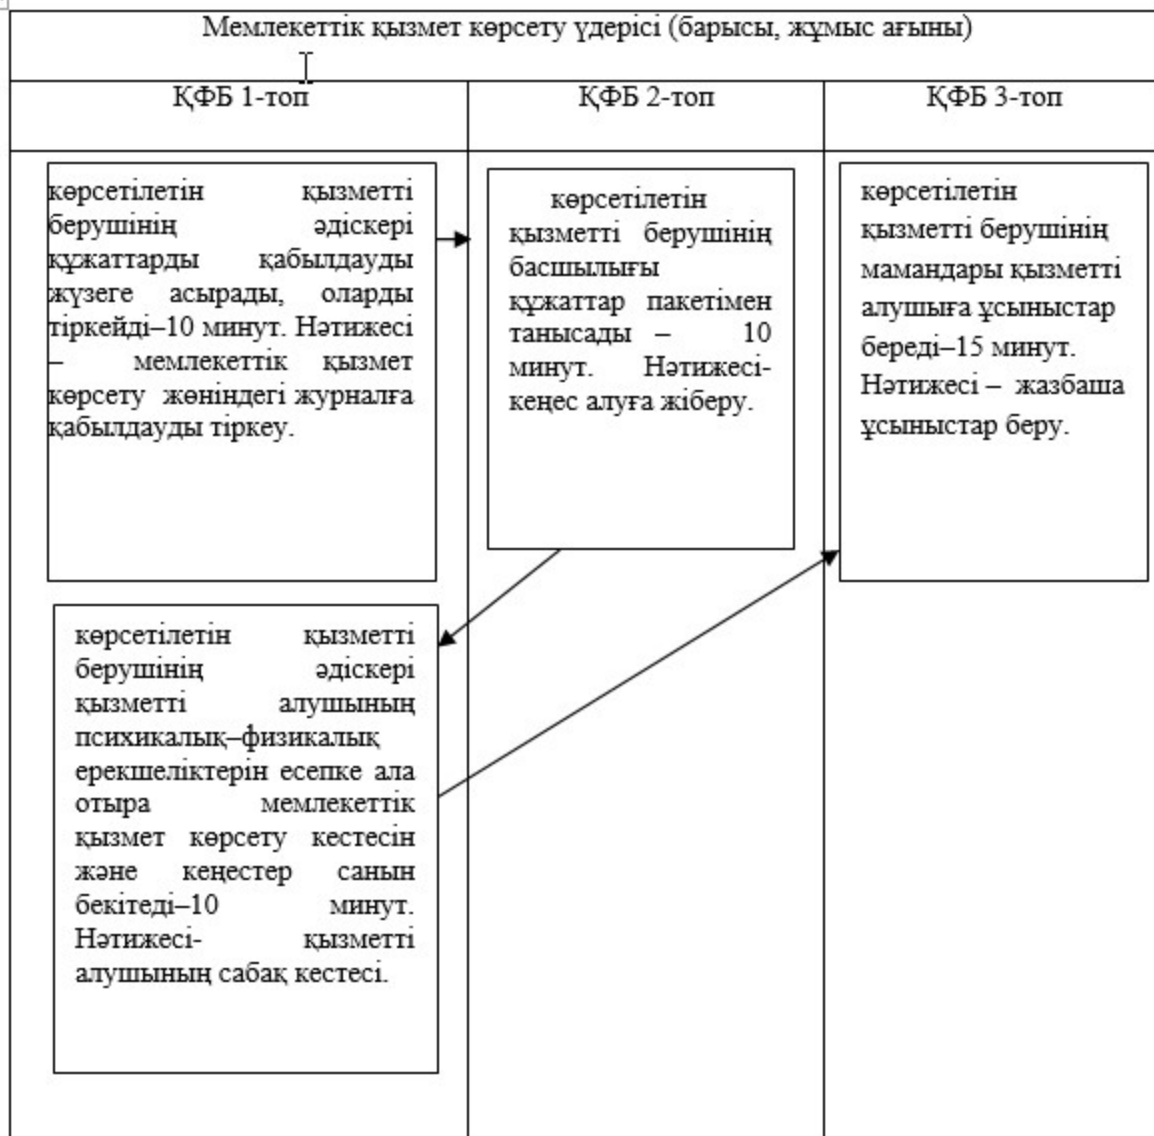 Мемлекеттік қызмет көрсету үдерісі (барысы, жұмыс ағыны)
ҚФБ 1-топ
ҚФБ 2-топ
ҚФБ 3-топ
көрсетілетін қызметті
берушінің әдіскері
құжаттарды қабылдауды
жүзеге асырады, оларды
тіркейді–10 минут. Нәтижесі
– мемлекеттік қызмет
көрсету жөніндегі журналға
қабылдауды тіркеу.
көрсетілетін
қызметті берушінің
басшылығы
құжаттар пакетімен
танысады – 10
минут. Нәтижесі-
кеңес алуға жіберу.
көрсетілетін
қызметті берушінің
мамандары қызметті
алушыға ұсыныстар
береді–15 минут.
Нәтижесі – жазбаша
ұсыныстар беру.
көрсетілетін қызметті
берушінің әдіскері
қызметті алушының
психикалық–физикалық
ерекшеліктерін есепке ала
отыра мемлекеттік
қызмет көрсету кестесін
және кеңестер санын
бекітеді–10 минут.
Нәтижесі- қызметті
алушының сабақ кестесі.